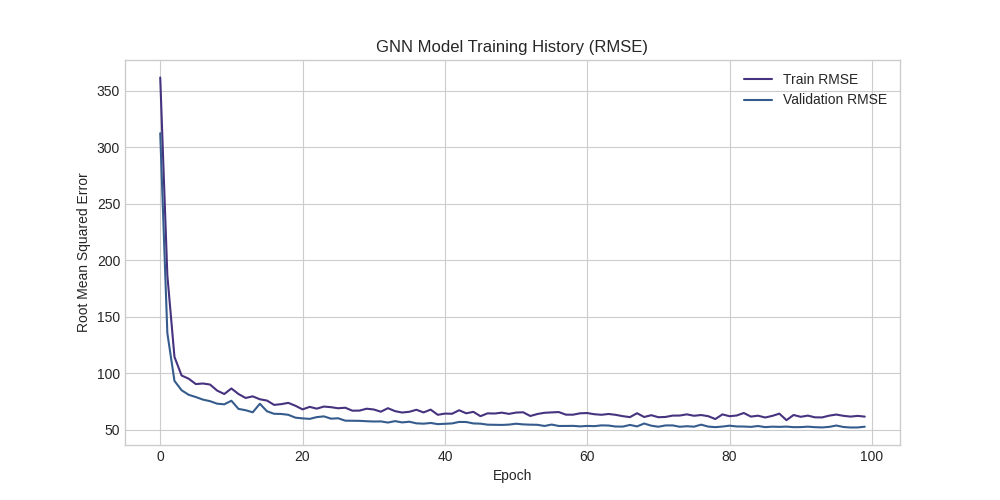 GNN Model Training History (RMSE)
Train RMSE
Validation RMSE
Root Mean Squared Error
350
300
250
200
150
100
50
0
20
40
60
80
100
Epoch